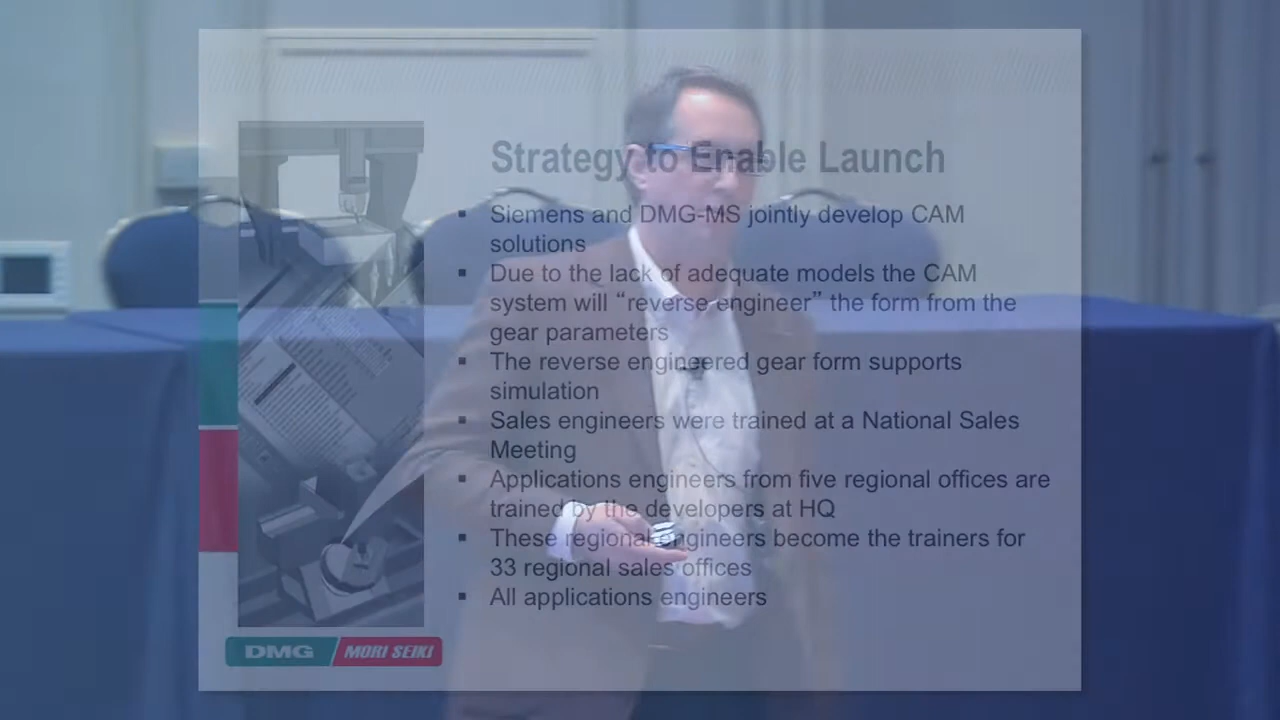 Strategy to Enable Launch
▪ Siemens and DMG-MS jointly develop CAM
solutions
▪ Due to the lack of adequate models the CAM
system will “reverse engineer” the form from the
gear parameters
▪ The reverse engineered gear form supports
simulation
▪ Sales engineers were trained at a National Sales
Meeting
▪ Applications engineers from five regional offices are
trained by the developers at HQ
▪ These regional engineers become the trainers for
33 regional sales offices
▪ All applications engineers
DMG MORI SEIKI